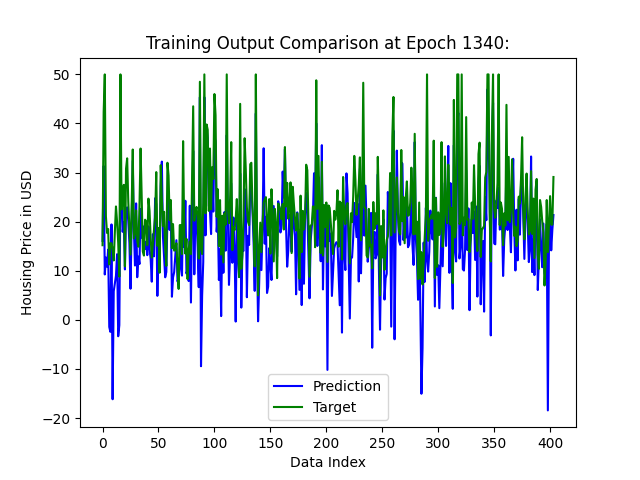 Training Output Comparison at Epoch 1340:
Housing Price in USD
50
40
30
20
10
0
−10
−20
0 50 100 150 200 250 300 350 400
Data Index
Prediction
Target